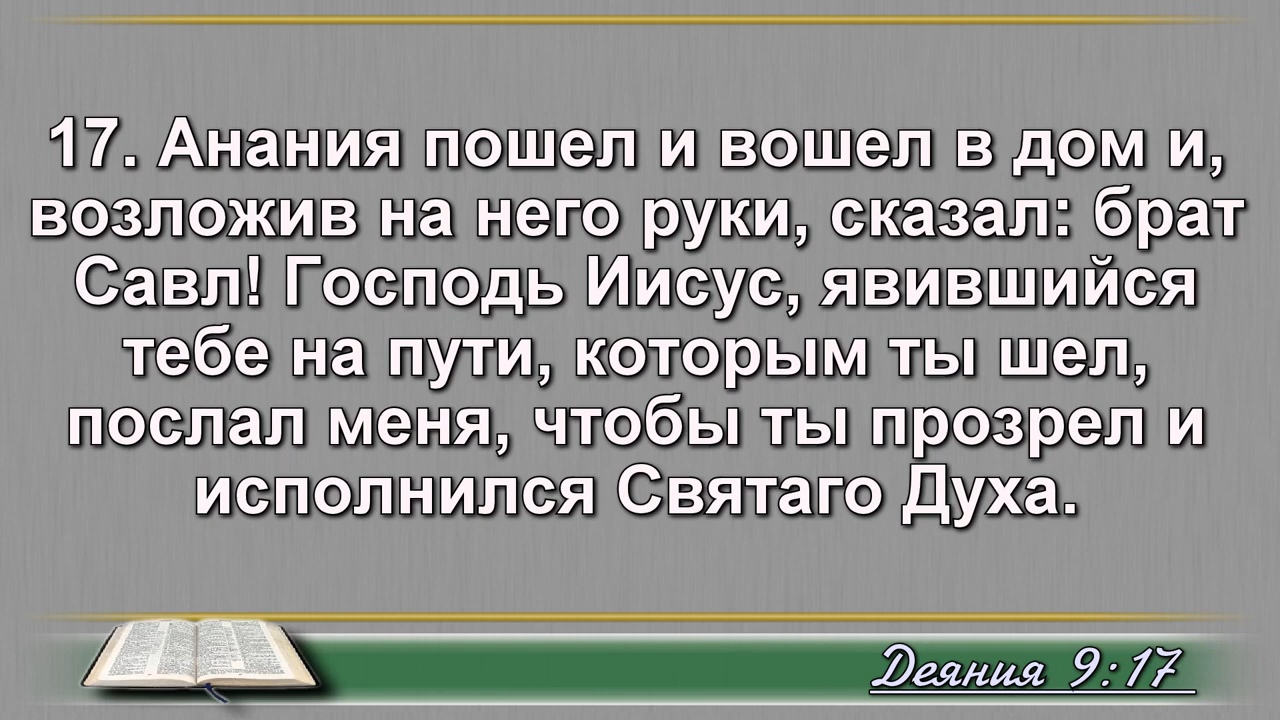 17. Анания пошел и вошел в дом и,
возложив на него руки, сказал: брат
Савл! Господь Иисус, явившийся
тебе на пути, которым ты шел,
послал меня, чтобы ты прозрел и
исполнился Святаго Духа.
Деяния 9:17